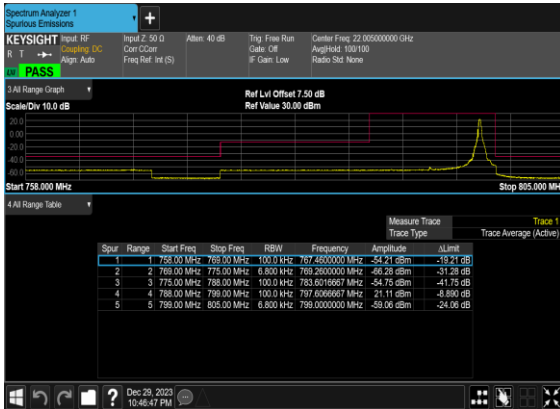 Spectrum Analyzer 1
Spurious Emissions
KEYSIGHT Input: RF Input Z: 50 Ω Atten: 40 dB Trig: Free Run Center Freq: 22.005000000 GHz
R T Coupling: DC Corr CCorr Gate: Off Avg|Hold: 100/100
Align: Auto Freq Ref: Int (S) IF Gain: Low Radio Std: None
PASS
3 All Range Graph Ref Lvl Offset 7.50 dB
Scale/Div 10.0 dB Ref Value 30.00 dBm
20.0
0.00
-20.0
-40.0
-60.0
Start 758.000 MHz Stop 805.000 MH
4 All Range Table
Measure Trace Trace 1
Trace Type Trace Average (Active)
Spur Range Start Freq Stop Freq RBW Frequency Amplitude ΔLimit
1 1 758.00 MHz 769.00 MHz 100.0 kHz 767.4600000 MHz -54.21 dBm -19.21 dB
2 2 769.00 MHz 775.00 MHz 6.800 kHz 769.2600000 MHz -66.28 dBm -31.28 dB
3 3 775.00 MHz 788.00 MHz 100.0 kHz 783.6016667 MHz -54.75 dBm -41.75 dB
4 4 788.00 MHz 799.00 MHz 100.0 kHz 797.6066667 MHz 21.11 dBm -8.890 dB
5 5 799.00 MHz 805.00 MHz 6.800 kHz 799.0000000 MHz -59.06 dBm -24.06 dB
? Dec 29, 2023
10:46:47 PM